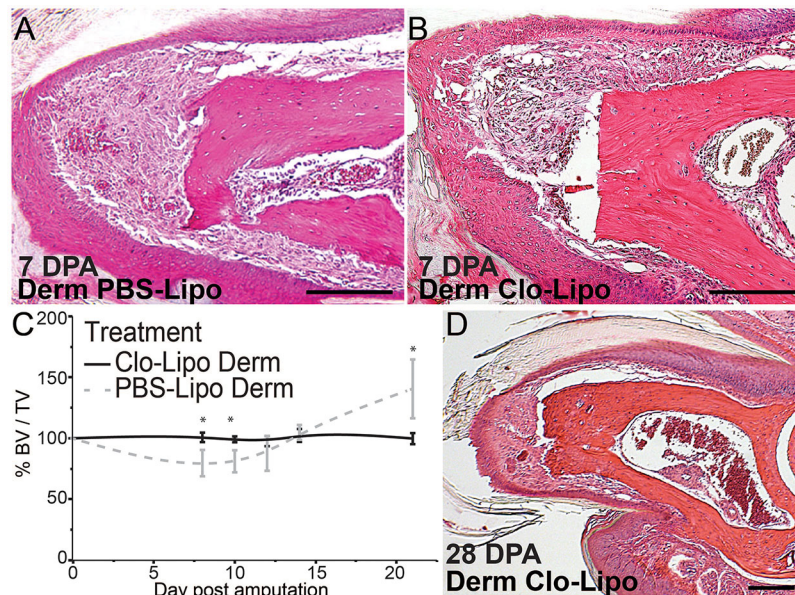 A
7 DPA
Derm PBS-Lipo
B
7 DPA
Derm Clo-Lipo
C
200
150
100
50
0
% BV / TV
Treatment
Clo-Lipo Derm
PBS-Lipo Derm
*
*
*
0
5
10
15
20
Day post amputation
D
28 DPA
Derm Clo-Lipo